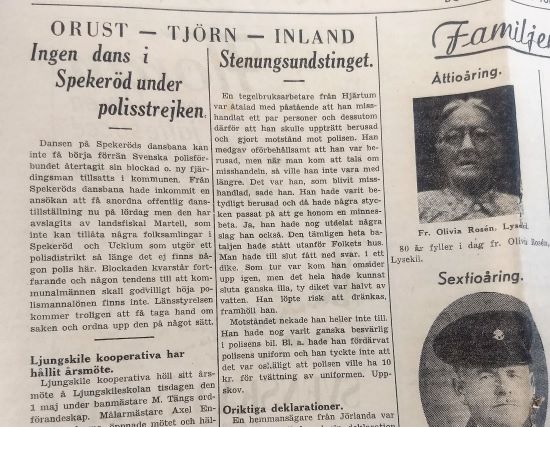 ORUST — TJÖRN — INLAND
Ingen dans i
Spekeröd under
polisstrejken.
Dansen på Spekeröds dansbana kan
inte få börja förrän Svenska polisför-
bundet återtagit sin blockad o. ny fjär-
dingsman tillsatts i kommunen. Från
Spekeröds dansbana hade inkommit en
ansökan att få anordna offentlig dans-
tillställning nu på lördag men den har
avslagits av landsfiskal Martell, som
inte kan tillåta några folksamlingar i
Spekeröd och Ucklum som utgör ett
polisdistrikt så länge det ej finns nå-
gon polis här. Blockaden kvarstår fort-
farande och någon tendens till att kom-
munalmännen skall godvilligt höja po-
lismannalönen finns inte. Länsstyrelsen
kommer troligen att få taga hand om
saken och ordna upp den på något sätt.
Ljungskile kooperativa har
hållit årsmöte.
Ljungskile kooperativa höll sitt års-
möte å Ljungskileskolan tisdagen den
1 maj under banmästare M. Tängs ord-
förandeskap. Målarmästare Axel En-
öppnade mötet och häl-
Stenungsundstinget.
En tegelbruksarbetare från Hjärtum
var åtalad med påstående att han miss-
handlat ett par personer och dessutom
därför att han skulle uppträtt berusad
och gjort motstånd mot polisen. Han
medgav oförbehållsamt att han var be-
rusad, men när man kom att tala om
misshandeln, så ville han inte vara med
längre. Det var han, som blivit miss-
handlad, sade han. Han hade varit be-
tydligt berusad och då hade några styc-
ken passat på att ge honom en minnes-
beta. Ja, han hade nog utdelat några
slag han också. Den tämligen heta ba-
taljen hade stått utanför Folkets hus.
Man hade till slut fått ned svar. i ett
dike. Som tur var kom han omsider
upp igen, men det hela hade kunnat
sluta ganska illa, ty diket var halvt av
vatten. Han löpte risk att dränkas,
framhöll han.
Motståndet nekade han heller inte till.
Han hade nog varit ganska besvärlig
i polisens bil. Bl. a. hade han fördärvat
polisens uniform och han tyckte inte att
det var oskäligt att polisen ville ha 10
kr. för tvättning av uniformen. Upp-
skov.
Oriktiga deklarationer.
En hemmansägare från Jörlanda var
deklaration
Familje
Åttioåring.
Fr. Olivia Rosén, Lysekil.
80 år fyller i dag fr. Olivia Rosén,
Lysekil.
Sextioåring.